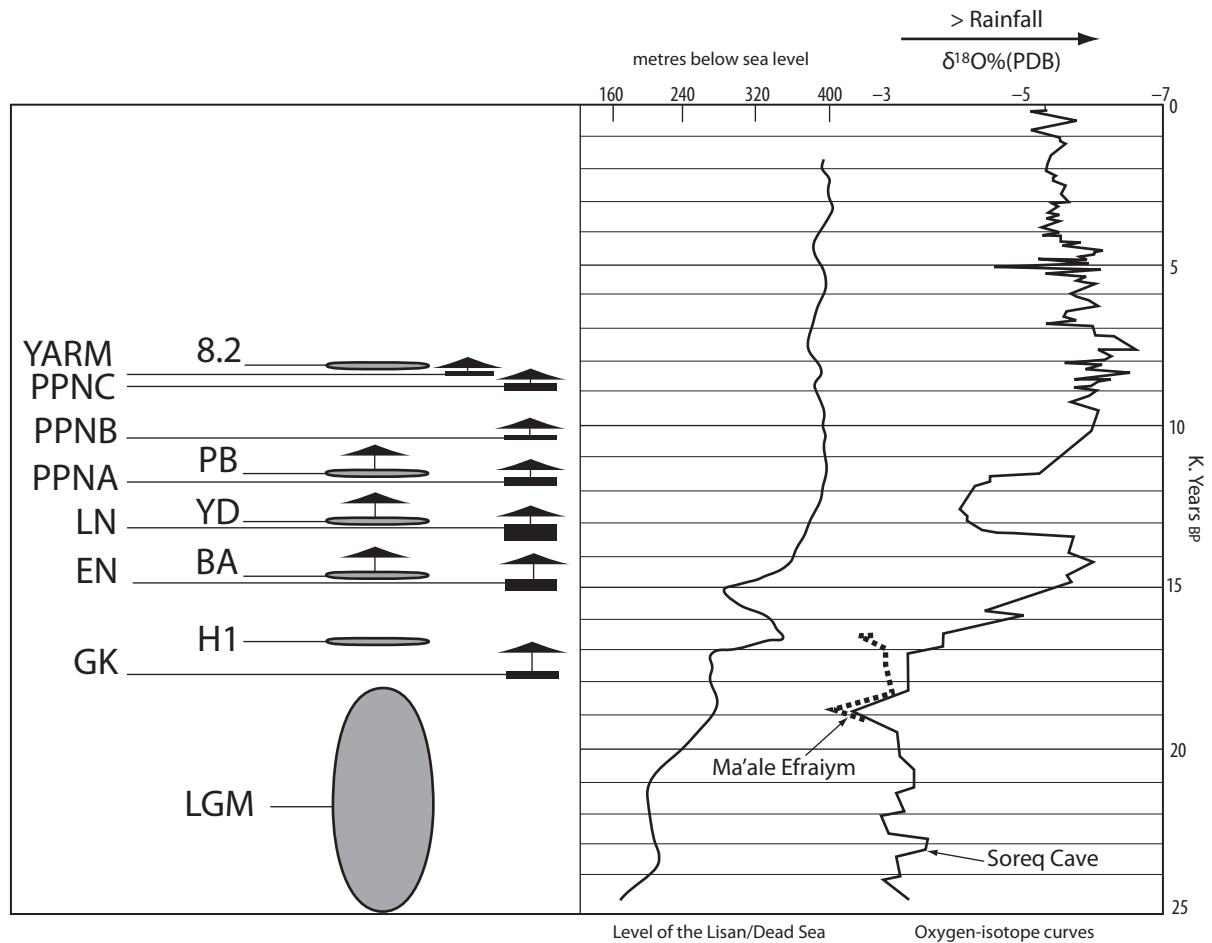 > Rainfall
metres below sea level
δ¹⁸O%(PDB)
160 240 320 400 −3 −5 −7
0
5
YARM
8.2
PPNC
PPNB
10
PB
PPNA
K. Years BP
YD
LN
BA
EN
15
H1
GK
20
Ma'ale Efraiym
LGM
Soreq Cave
25
Level of the Lisan/Dead Sea
Oxygen-isotope curves